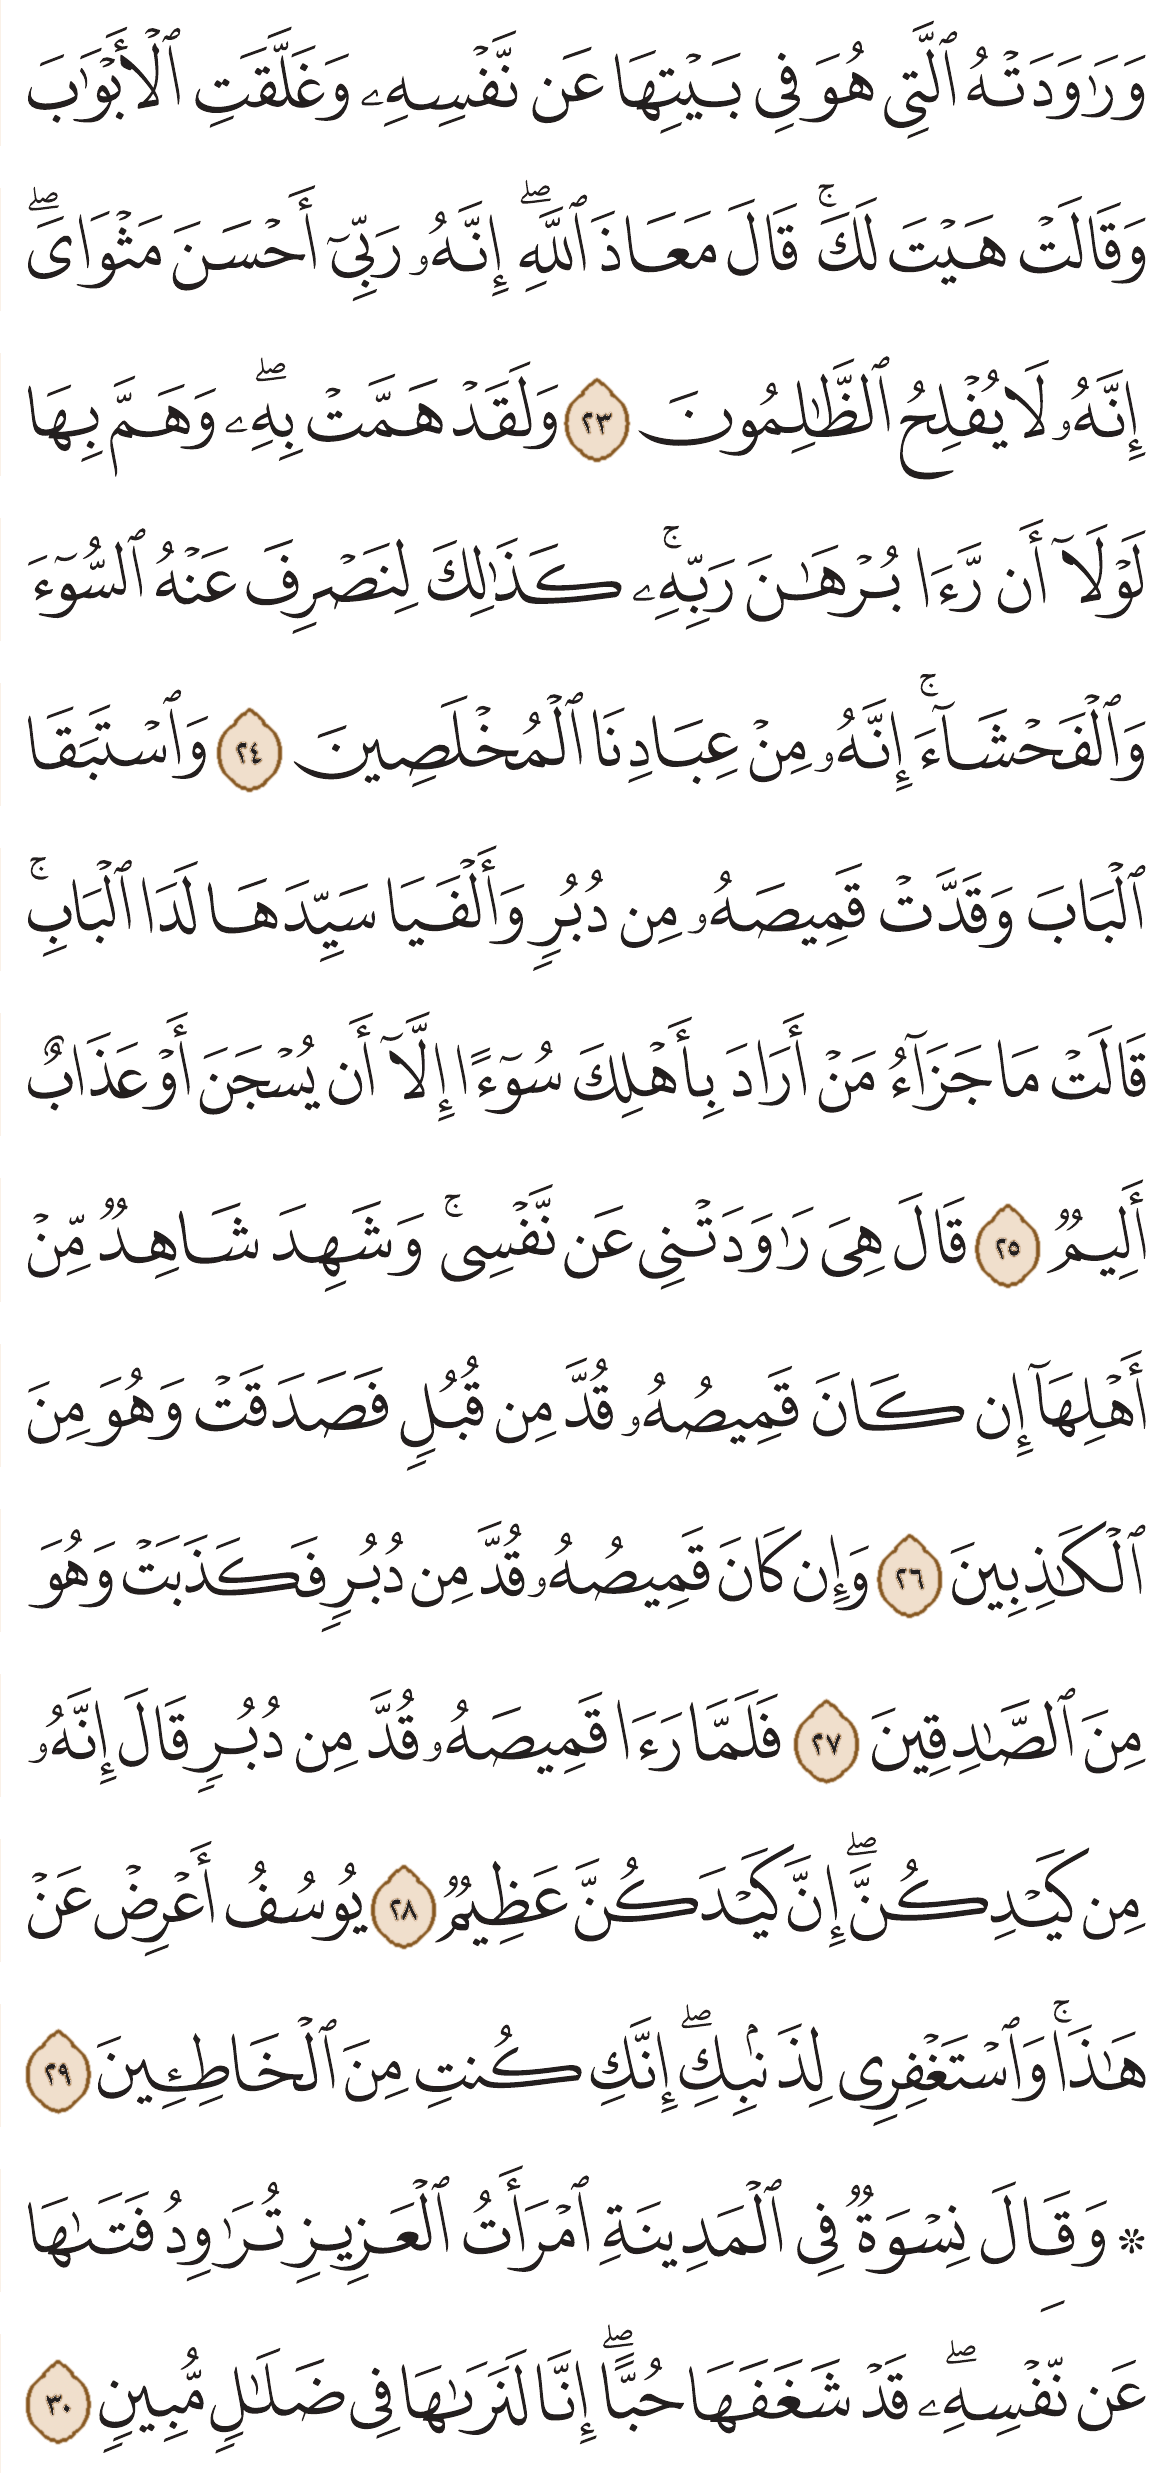 وَرَٰوَدَتۡهُ ٱلَّتِي هُوَ فِي بَيۡتِهَا عَن نَّفۡسِهِۦ وَغَلَّقَتِ ٱلۡأَبۡوَٰبَ
وَقَالَتۡ هَيۡتَ لَكَۚ قَالَ مَعَاذَ ٱللَّهِۖ إِنَّهُۥ رَبِّيٓ أَحۡسَنَ مَثۡوَايَۖ
إِنَّهُۥ لَا يُفۡلِحُ ٱلظَّٰلِمُونَ ٢٣ وَلَقَدۡ هَمَّتۡ بِهِۦۖ وَهَمَّ بِهَا
لَوۡلَآ أَن رَّءَا بُرۡهَٰنَ رَبِّهِۦۚ كَذَٰلِكَ لِنَصۡرِفَ عَنۡهُ ٱلسُّوٓءَ
وَٱلۡفَحۡشَآءَۚ إِنَّهُۥ مِنۡ عِبَادِنَا ٱلۡمُخۡلَصِينَ ٢٤ وَٱسۡتَبَقَا
ٱلۡبَابَ وَقَدَّتۡ قَمِيصَهُۥ مِن دُبُرٖ وَأَلۡفَيَا سَيِّدَهَا لَدَا ٱلۡبَابِۚ
قَالَتۡ مَا جَزَآءُ مَنۡ أَرَادَ بِأَهۡلِكَ سُوٓءًا إِلَّآ أَن يُسۡجَنَ أَوۡ عَذَابٌ
أَلِيمٞ ٢٥ قَالَ هِيَ رَٰوَدَتۡنِي عَن نَّفۡسِيۚ وَشَهِدَ شَاهِدٞ مِّنۡ
أَهۡلِهَآ إِن كَانَ قَمِيصُهُۥ قُدَّ مِن قُبُلٖ فَصَدَقَتۡ وَهُوَ مِنَ
ٱلۡكَٰذِبِينَ ٢٦ وَإِن كَانَ قَمِيصُهُۥ قُدَّ مِن دُبُرٖ فَكَذَبَتۡ وَهُوَ
مِنَ ٱلصَّٰدِقِينَ ٢٧ فَلَمَّا رَءَا قَمِيصَهُۥ قُدَّ مِن دُبُرٖ قَالَ إِنَّهُۥ
مِن كَيۡدِكُنَّۖ إِنَّ كَيۡدَكُنَّ عَظِيمٞ ٢٨ يُوسُفُ أَعۡرِضۡ عَنۡ
هَٰذَاۚ وَٱسۡتَغۡفِرِي لِذَنۢبِكِۖ إِنَّكِ كُنتِ مِنَ ٱلۡخَاطِـِٔينَ ٢٩
۞ وَقَالَ نِسۡوَةٞ فِي ٱلۡمَدِينَةِ ٱمۡرَأَتُ ٱلۡعَزِيزِ تُرَٰوِدُ فَتَىٰهَا
عَن نَّفۡسِهِۦۖ قَدۡ شَغَفَهَا حُبًّاۖ إِنَّا لَنَرَىٰهَا فِي ضَلَٰلٖ مُّبِينٖ ٣٠